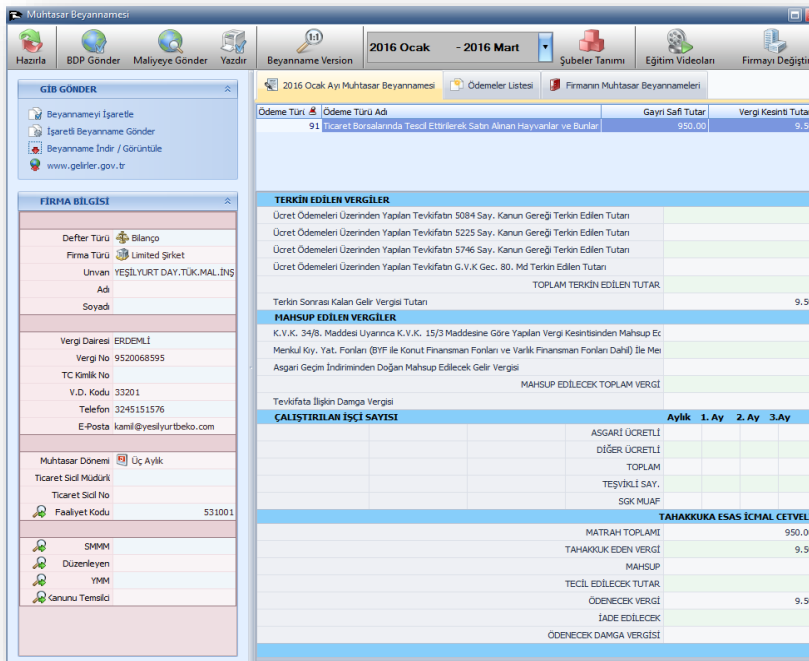 Muhtasar Beyannamesi
Hazırla
BDP Gönder
Maliyeye Gönder
Yazdır
1:1
Beyanname Version
2016 Ocak - 2016 Mart
Şubeler Tanımı
Eğitim Videoları
Firmayı Değiştir
GİB GÖNDER
Beyannameyi İşaretle
İşaretli Beyanname Gönder
Beyanname İndir / Görüntüle
www.gelirler.gov.tr
FİRMA BİLGİSİ
Defter Türü Bilanço
Firma Türü Limited Şirket
Unvan YEŞİLYURT DAY.TÜK.MAL.İNŞ
Adı
Soyadı
Vergi Dairesi ERDEMLİ
Vergi No 9520068595
TC Kimlik No
V.D. Kodu 33201
Telefon 3245151576
E-Posta kamil@yesilyurtbeko.com
Muhtasar Dönemi Üç Aylık
Ticaret Sicil Müdürlü
Ticaret Sicil No
Faaliyet Kodu 531001
SMMM
Düzenleyen
YMM
Kanunu Temsilci
2016 Ocak Ayı Muhtasar Beyannamesi
Ödemeler Listesi
Firmanın Muhtasar Beyannameleri
Ödeme Türü Ödeme Türü Adı Gayri Safi Tutar Vergi Kesinti Tutar
91 Ticaret Borsalarında Tescil Ettirilerek Satın Alınan Hayvanlar ve Bunlar 950.00 9.50
TERKİN EDİLEN VERGİLER
Ücret Ödemeleri Üzerinden Yapılan Tevkifatın 5084 Say. Kanun Gereği Terkin Edilen Tutarı
Ücret Ödemeleri Üzerinden Yapılan Tevkifatın 5225 Say. Kanun Gereği Terkin Edilen Tutarı
Ücret Ödemeleri Üzerinden Yapılan Tevkifatın 5746 Say. Kanun Gereği Terkin Edilen Tutarı
Ücret Ödemeleri Üzerinden Yapılan Tevkifatın G.V.K Gec. 80. Md Terkin Edilen Tutarı
TOPLAM TERKİN EDİLEN TUTAR
Terkin Sonrası Kalan Gelir Vergisi Tutarı 9.50
MAHSUP EDİLEN VERGİLER
K.V.K. 34/8. Maddesi Uyarınca K.V.K. 15/3 Maddesine Göre Yapılan Vergi Kesintisinden Mahsup Ec
Menkul Kıy. Yat. Fonları (BYF ile Konut Finansman Fonları ve Varlık Finansman Fonları Dahil) İle Mer
Asgari Geçim İndiriminden Doğan Mahsup Edilecek Gelir Vergisi
MAHSUP EDİLECEK TOPLAM VERGİ
Tevkifata İlişkin Damga Vergisi
ÇALIŞTIRILAN İŞÇİ SAYISI Aylık 1. Ay 2. Ay 3.Ay
ASGARİ ÜCRETLİ
DİĞER ÜCRETLİ
TOPLAM
TEŞVİKLİ SAY.
SGK MUAF
TAHAKKUKA ESAS İCMAL CETVEL
MATRAH TOPLAMI 950.00
TAHAKKUK EDEN VERGİ 9.50
MAHSUP
TECİL EDİLECEK TUTAR
ÖDENECEK VERGİ 9.50
İADE EDİLECEK
ÖDENECEK DAMGA VERGİSİ